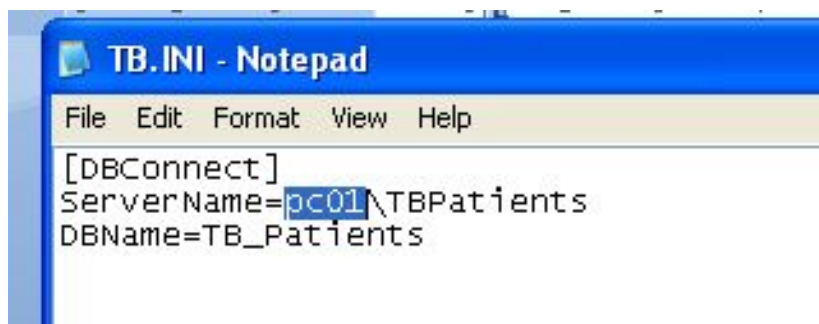 TB.INI - Notepad
File Edit Format View Help
[DBConnect]
ServerName=pc01\TBPatients
DBName=TB_Patients